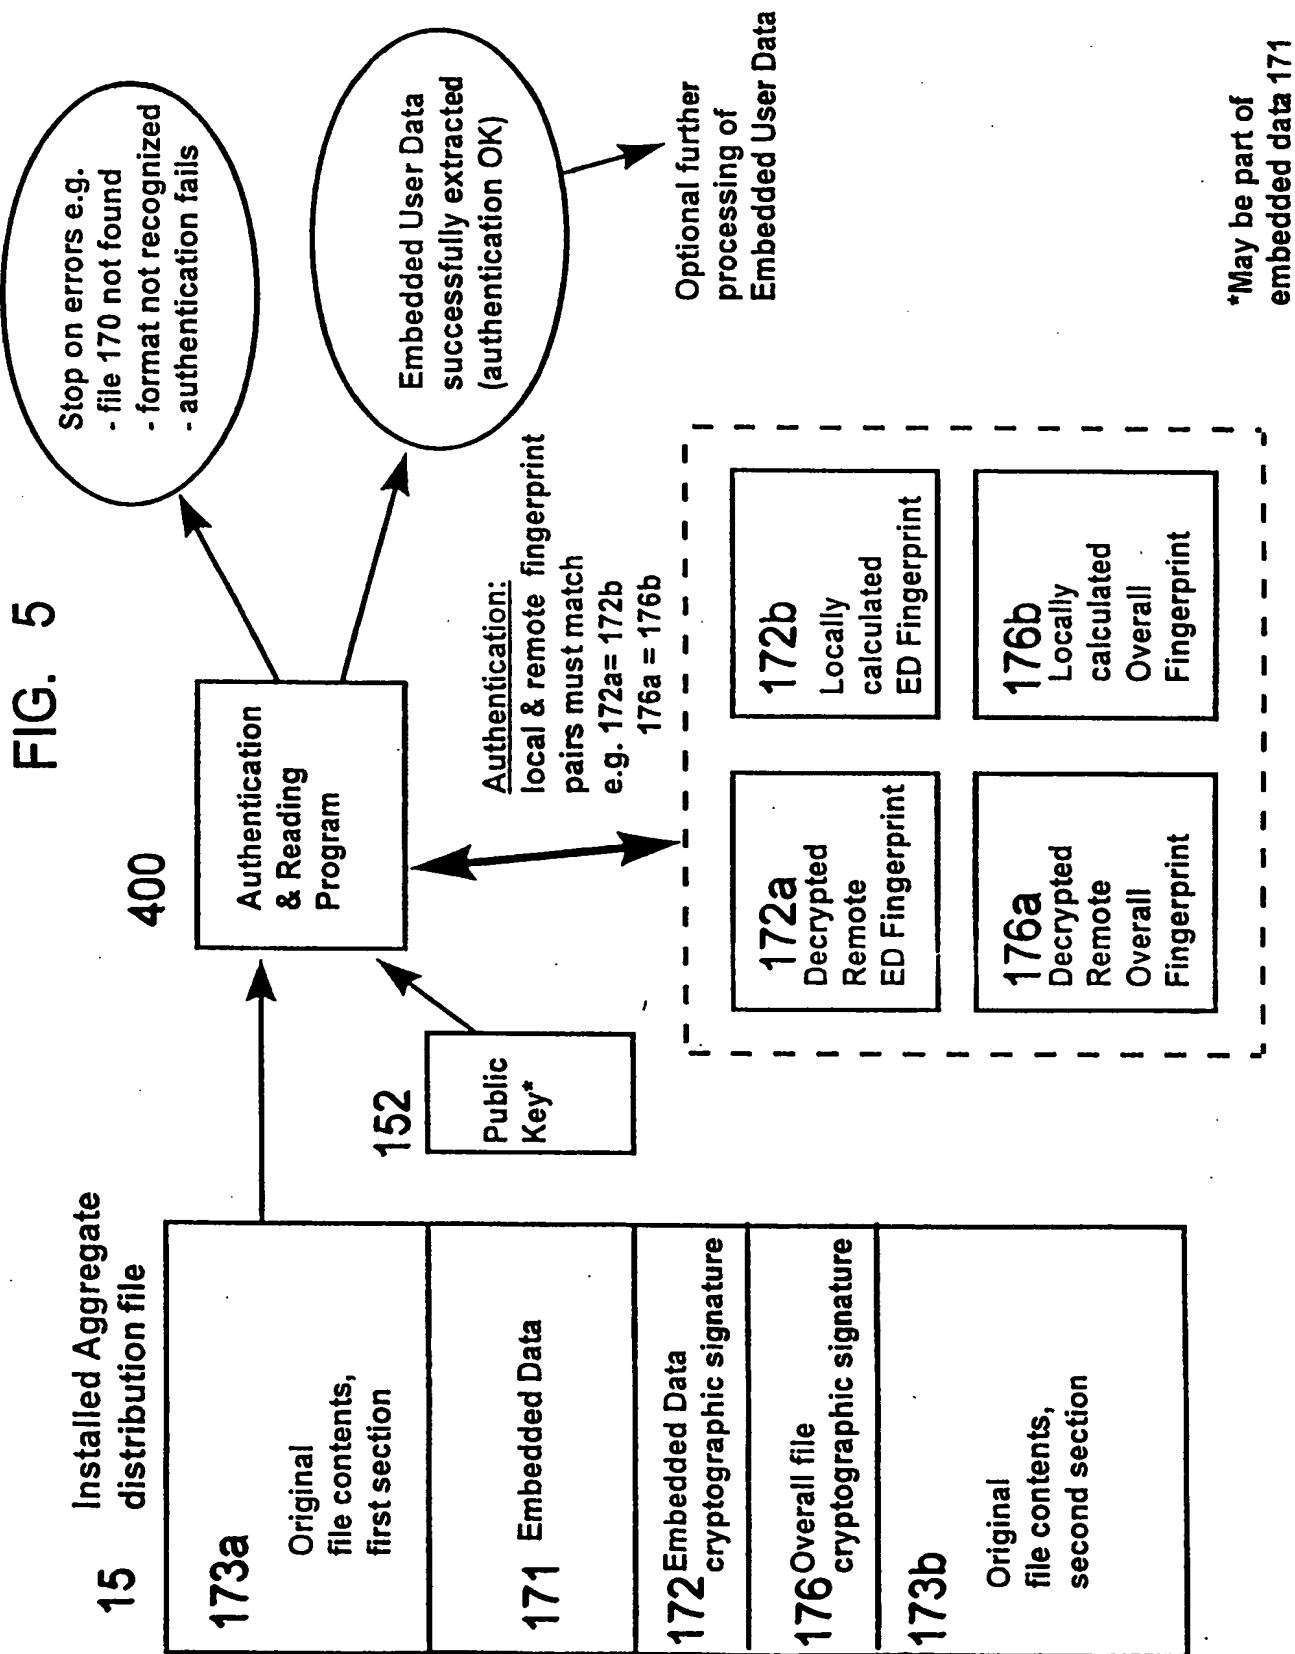 FIG. 5
15
Installed Aggregate
distribution file
173a
Original
file contents,
first section
171 Embedded Data
172 Embedded Data
cryptographic signature
176 Overall file
cryptographic signature
173b
Original
file contents,
second section
152
Public
Key*
400
Authentication
& Reading
Program
Stop on errors e.g.
- file 170 not found
- format not recognized
- authentication fails
Embedded User Data
successfully extracted
(authentication OK)
Optional further
processing of
Embedded User Data
Authentication:
local & remote fingerprint
pairs must match
e.g. 172a= 172b
176a = 176b
172a
Decrypted
Remote
ED Fingerprint
172b
Locally
calculated
ED Fingerprint
176a
Decrypted
Remote
Overall
Fingerprint
176b
Locally
calculated
Overall
Fingerprint
*May be part of
embedded data 171